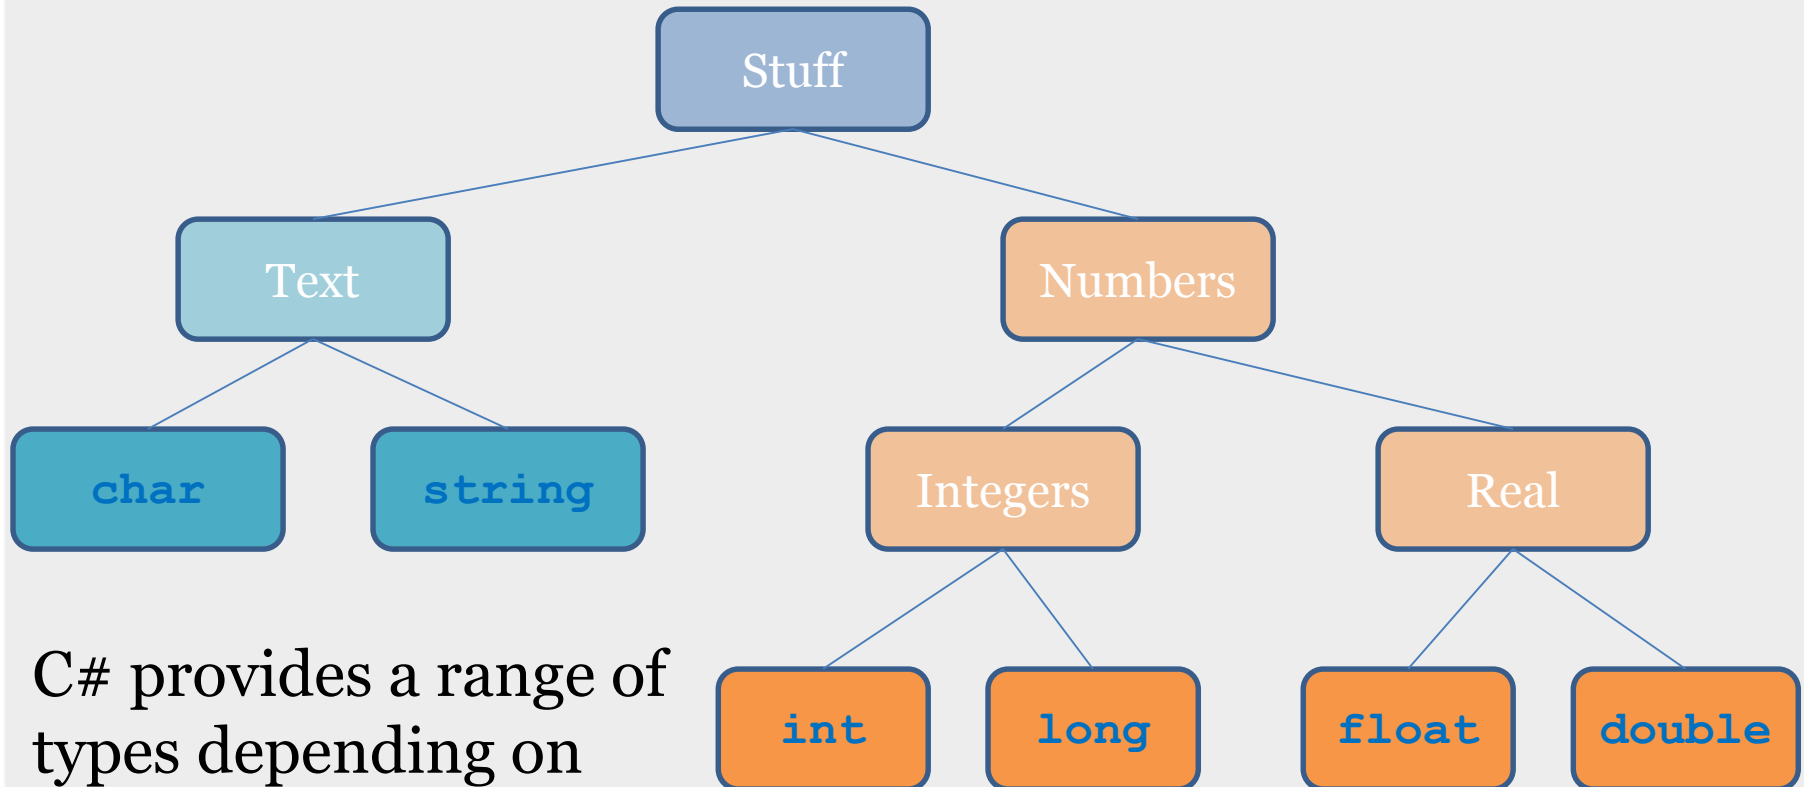 Stuff
Text
Numbers
char
string
Integers
Real
C# provides a range of
types depending on
int
long
float
double